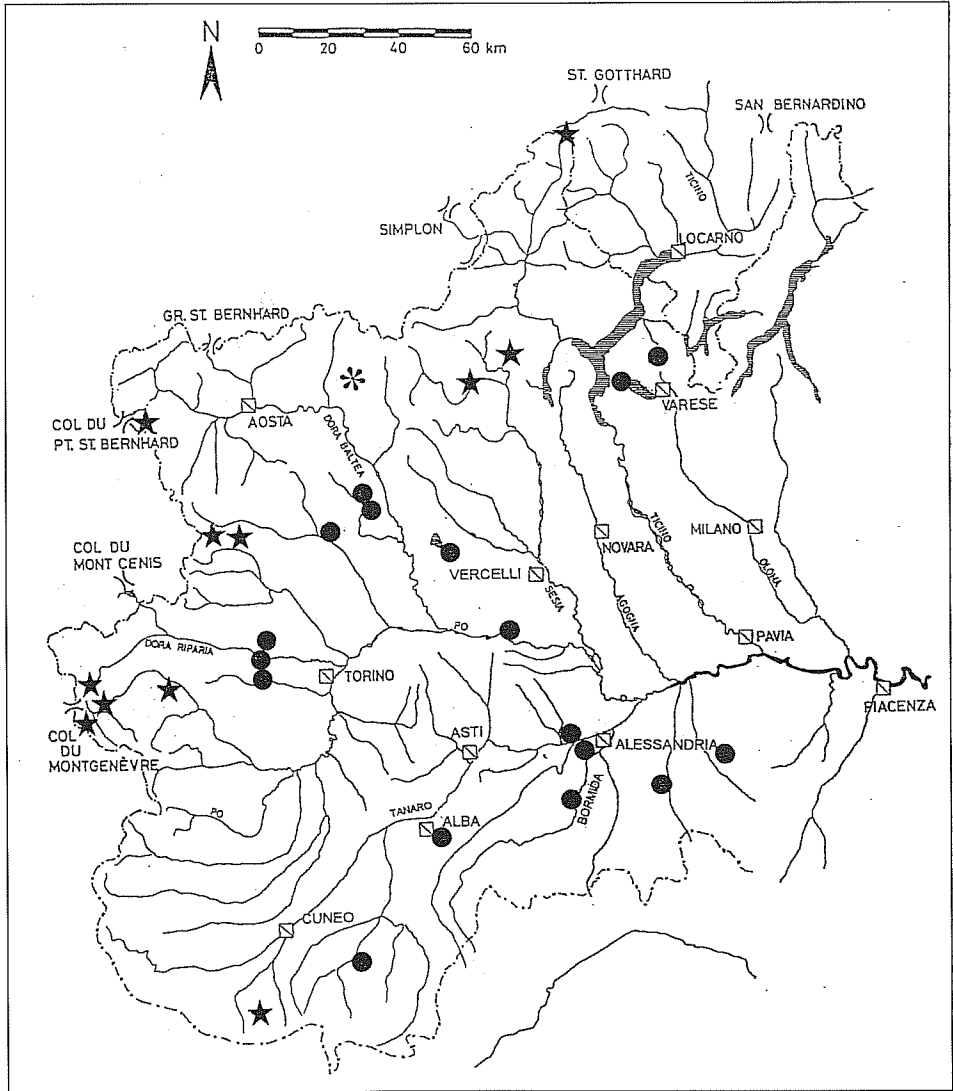 N
0 20 40 60 km
ST. GOTTHARD
SAN BERNARDINO
TICINO
SIMPLON
LOCARNO
GR. ST. BERNHARD
VARESE
AOSTA
COL DU
PT. ST. BERNHARD
DORA BALTEA
COL DU
MONT CENIS
VERCELLI
SESIA
NOVARA
AGOGNA
TICINO
MILANO
OLONA
PO
PAVIA
DORA RIPARIA
TORINO
PIACENZA
COL
DU
MONTGENÈVRE
ASTI
ALESSANDRIA
BORMIDA
PO
TANARO
ALBA
CUNEO